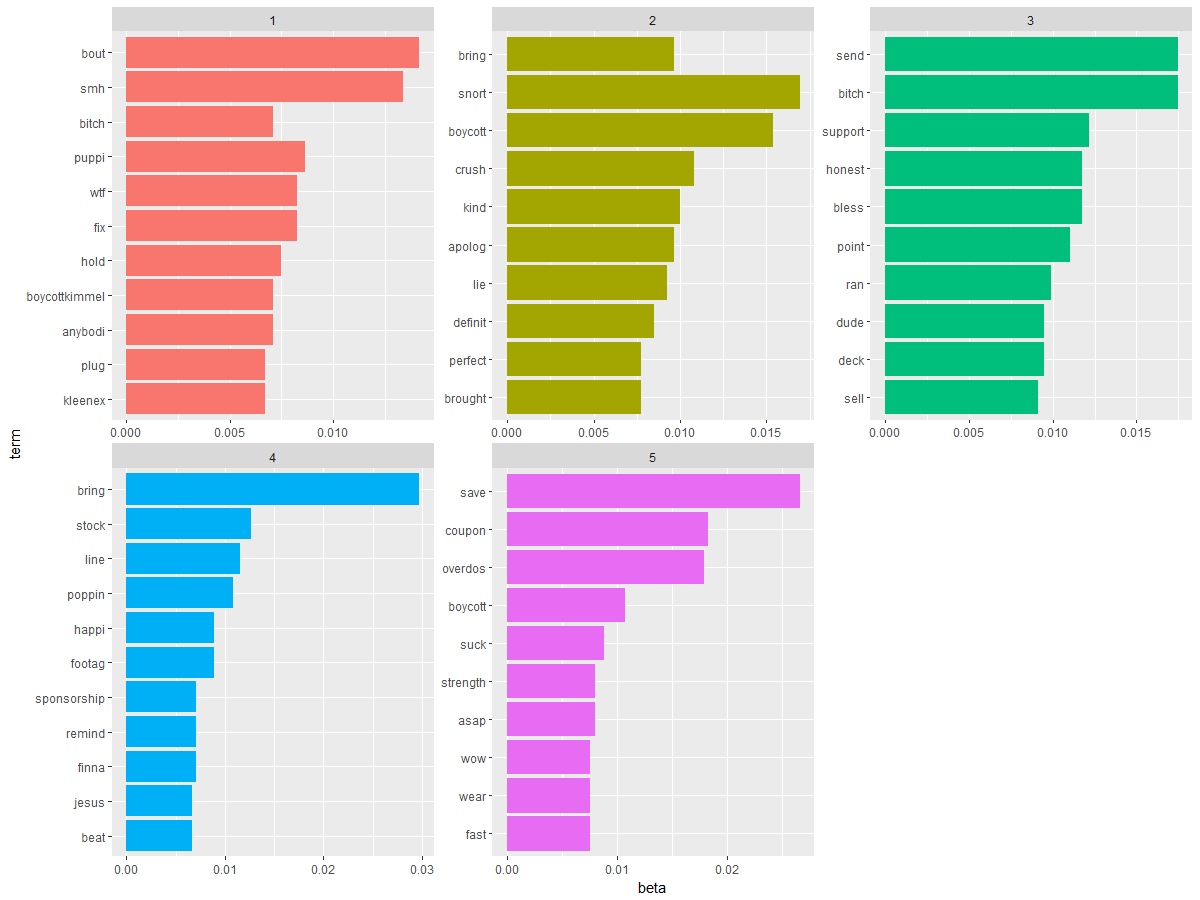 1
bout
smh
bitch
puppi
wtf
fix
hold
boycottkimmel
anybodi
plug
kleenex
0.000 0.005 0.010
2
bring
snort
boycott
crush
kind
apolog
lie
definit
perfect
brought
0.000 0.005 0.010 0.015
3
send
bitch
support
honest
bless
point
ran
dude
deck
sell
0.000 0.005 0.010 0.015
term
4
bring
stock
line
poppin
happi
footag
sponsorship
remind
finna
jesus
beat
0.00 0.01 0.02 0.03
5
save
coupon
overdos
boycott
suck
strength
asap
wow
wear
fast
0.00 0.01 0.02
beta